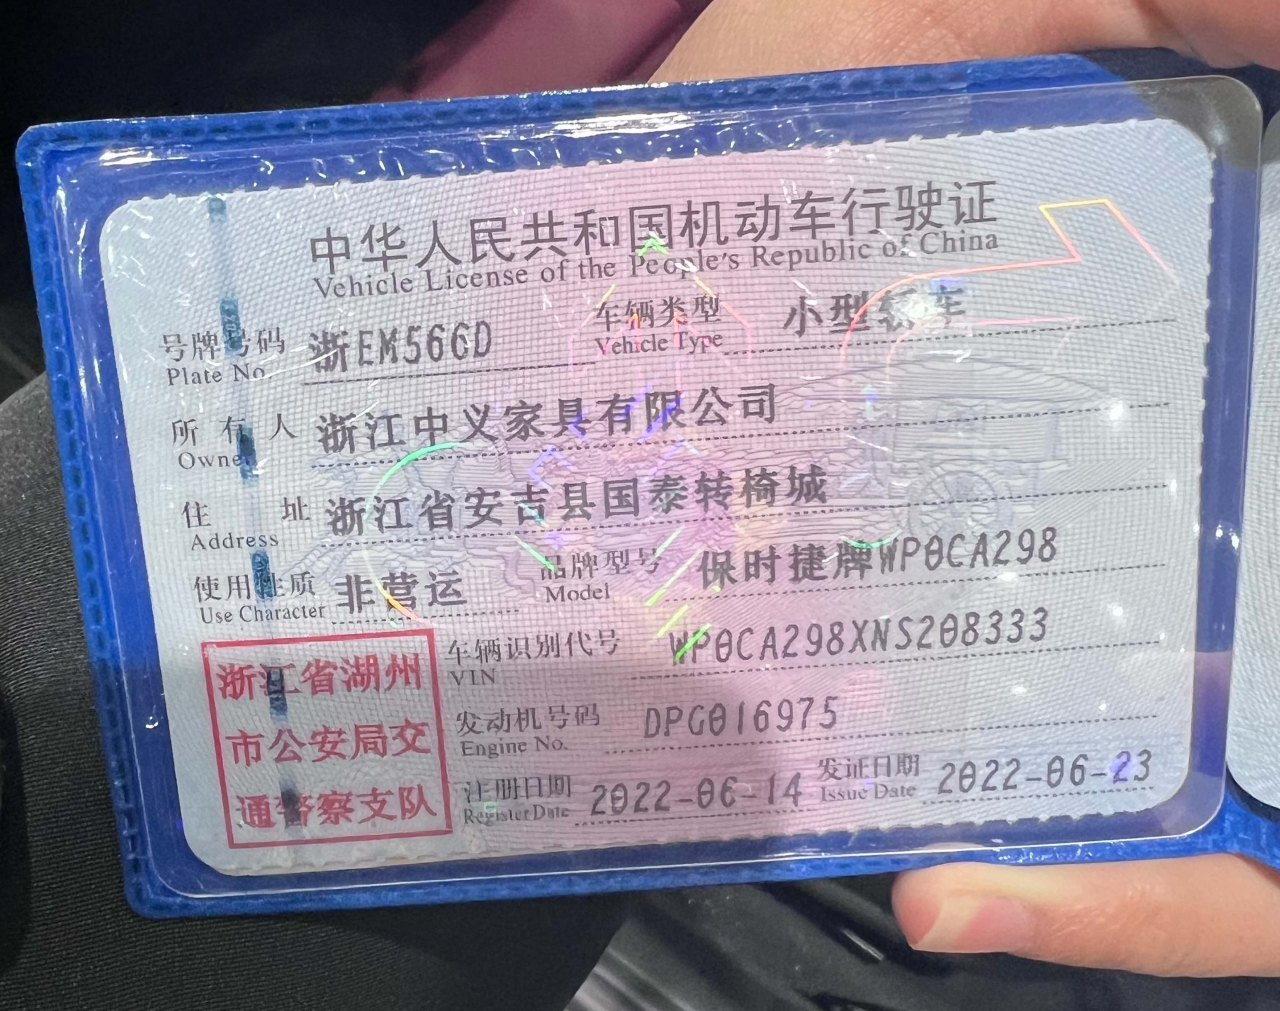 中华人民共和国机动车行驶证
Vehicle License of the People's Republic of China
号牌号码 浙EM566D 车辆类型 小型轿车
Plate No. Vehicle Type
所有人 浙江中义家具有限公司
Owner
住址 浙江省安吉县国泰转椅城
Address
使用性质 非营运 品牌型号 保时捷牌WP0CA298
Use Character Model
车辆识别代号 WP0CA298XNS208333
VIN
发动机号码 DPG016975
Engine No.
注册日期 2022-06-14 发证日期 2022-06-23
Register Date Issue Date
浙江省湖州
市公安局交
通警察支队